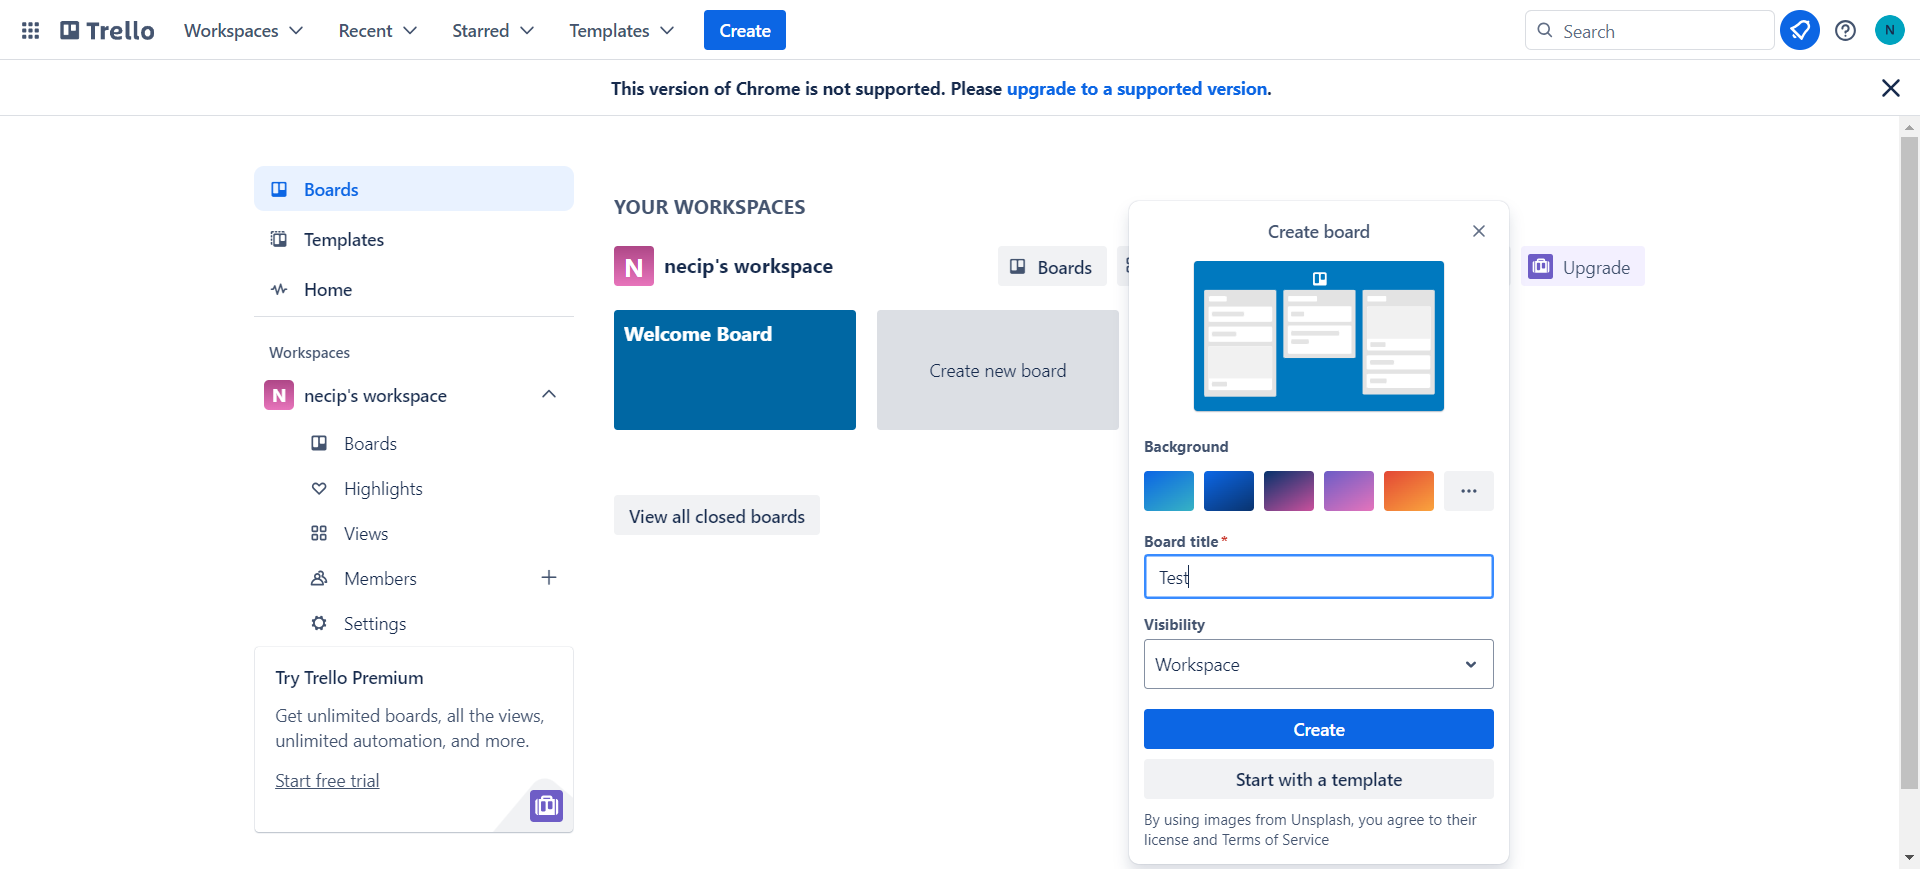 Trello
Workspaces
Recent
Starred
Templates
Create
Search
N
This version of Chrome is not supported. Please upgrade to a supported version.
Boards
Templates
Home
Workspaces
N necip's workspace
Boards
Highlights
Views
Members
Settings
Try Trello Premium
Get unlimited boards, all the views,
unlimited automation, and more.
Start free trial
YOUR WORKSPACES
N necip's workspace
Boards
Upgrade
Welcome Board
Create new board
View all closed boards
Create board
Background
Board title*
Test
Visibility
Workspace
Create
Start with a template
By using images from Unsplash, you agree to their
license and Terms of Service